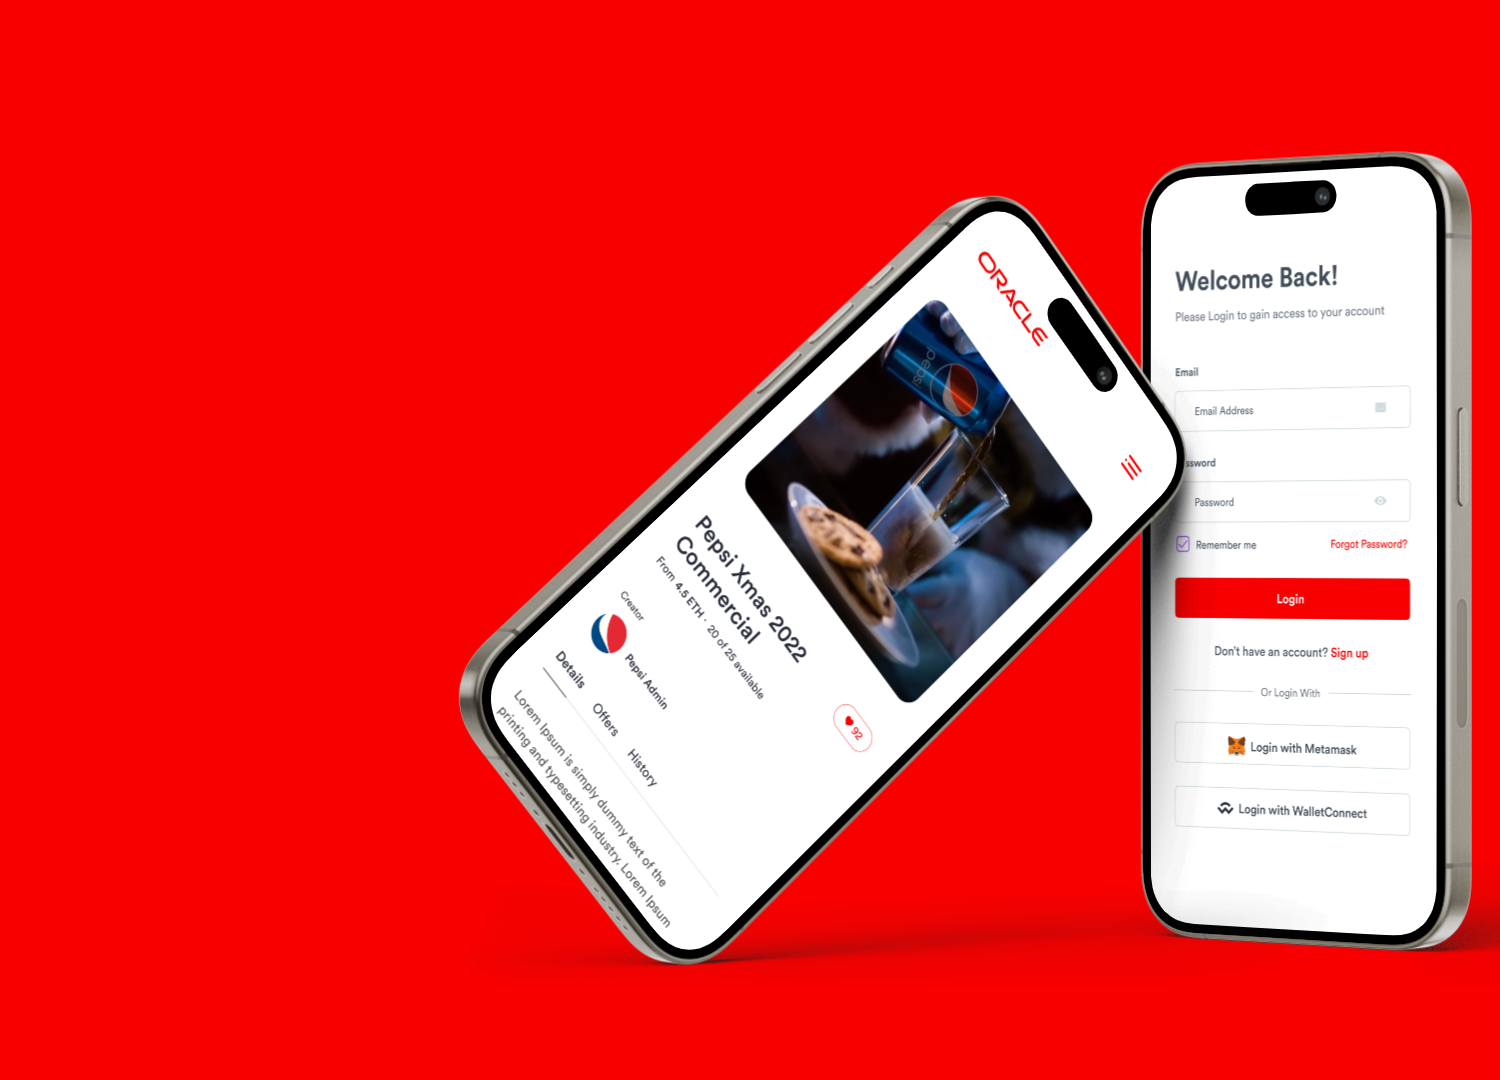 ORACLE
pepsi
Pepsi Xmas 2022
Commercial
From 4.5 ETH · 20 of 25 available
92
Creator
Pepsi Admin
Details
Offers
History
Lorem Ipsum is simply dummy text of the
printing and typesetting industry. Lorem Ipsum
Welcome Back!
Please Login to gain access to your account
Email
Email Address
ssword
Password
Remember me
Forgot Password?
Login
Don't have an account? Sign up
Or Login With
Login with Metamask
Login with WalletConnect